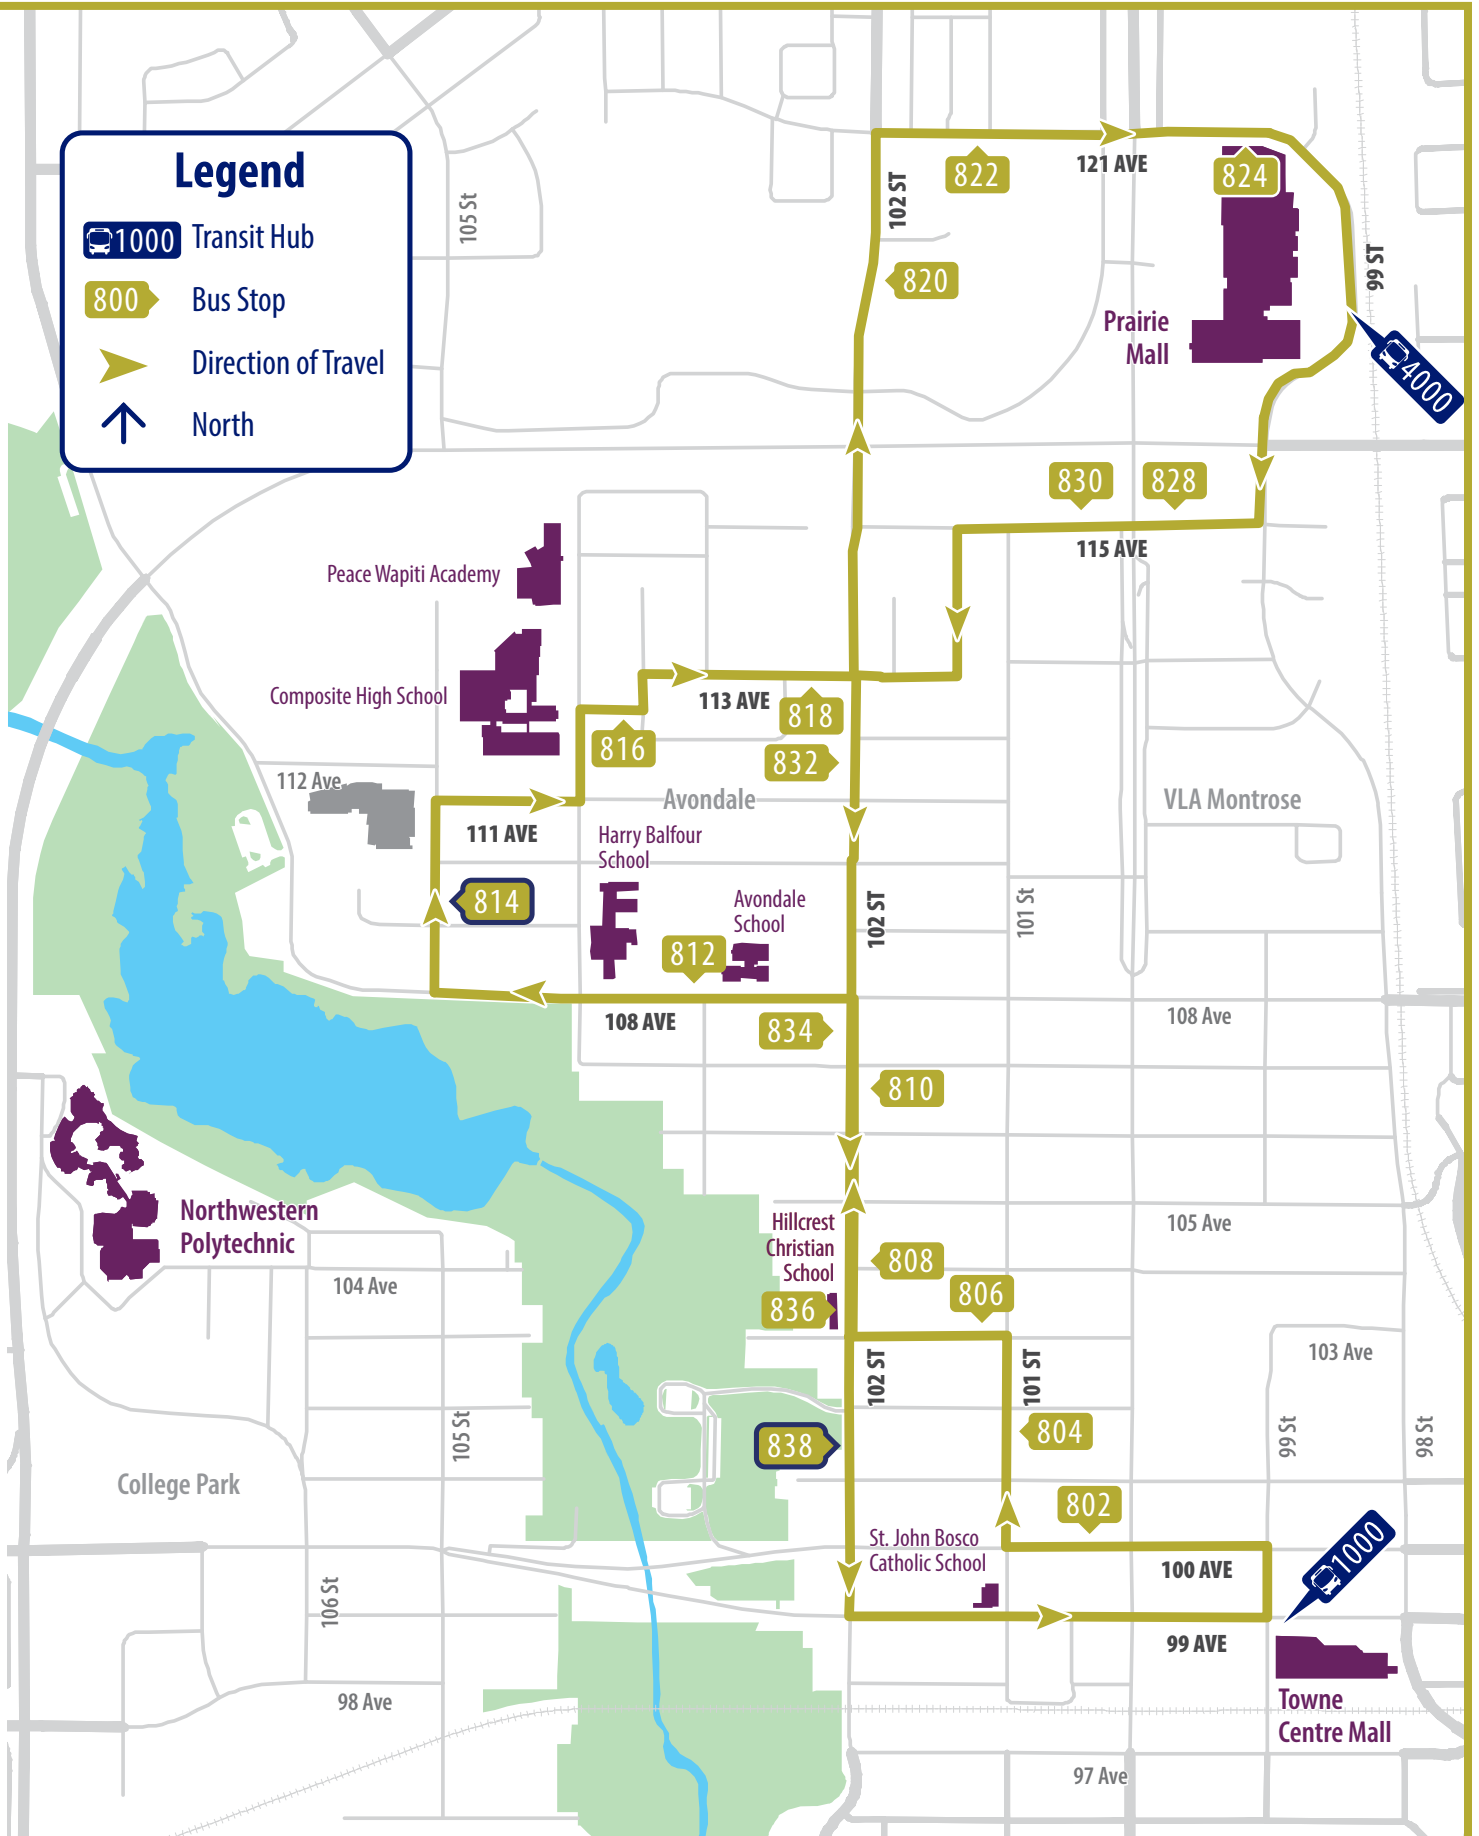 Legend
1000 Transit Hub
800 Bus Stop
Direction of Travel
North
105 St
102 ST
822
121 AVE
824
820
99 ST
Prairie
Mall
4000
830
828
115 AVE
Peace Wapiti Academy
Composite High School
113 AVE
818
816
832
112 Ave
Avondale
VLA Montrose
111 AVE
Harry Balfour
School
814
Avondale
School
812
102 ST
101 St
108 AVE
834
108 Ave
810
Northwestern
Polytechnic
Hillcrest
Christian
School
105 Ave
808
806
836
104 Ave
102 ST
101 ST
103 Ave
105 St
838
804
99 St
98 St
College Park
802
St. John Bosco
Catholic School
1000
100 AVE
106 St
99 AVE
98 Ave
Towne
Centre Mall
97 Ave